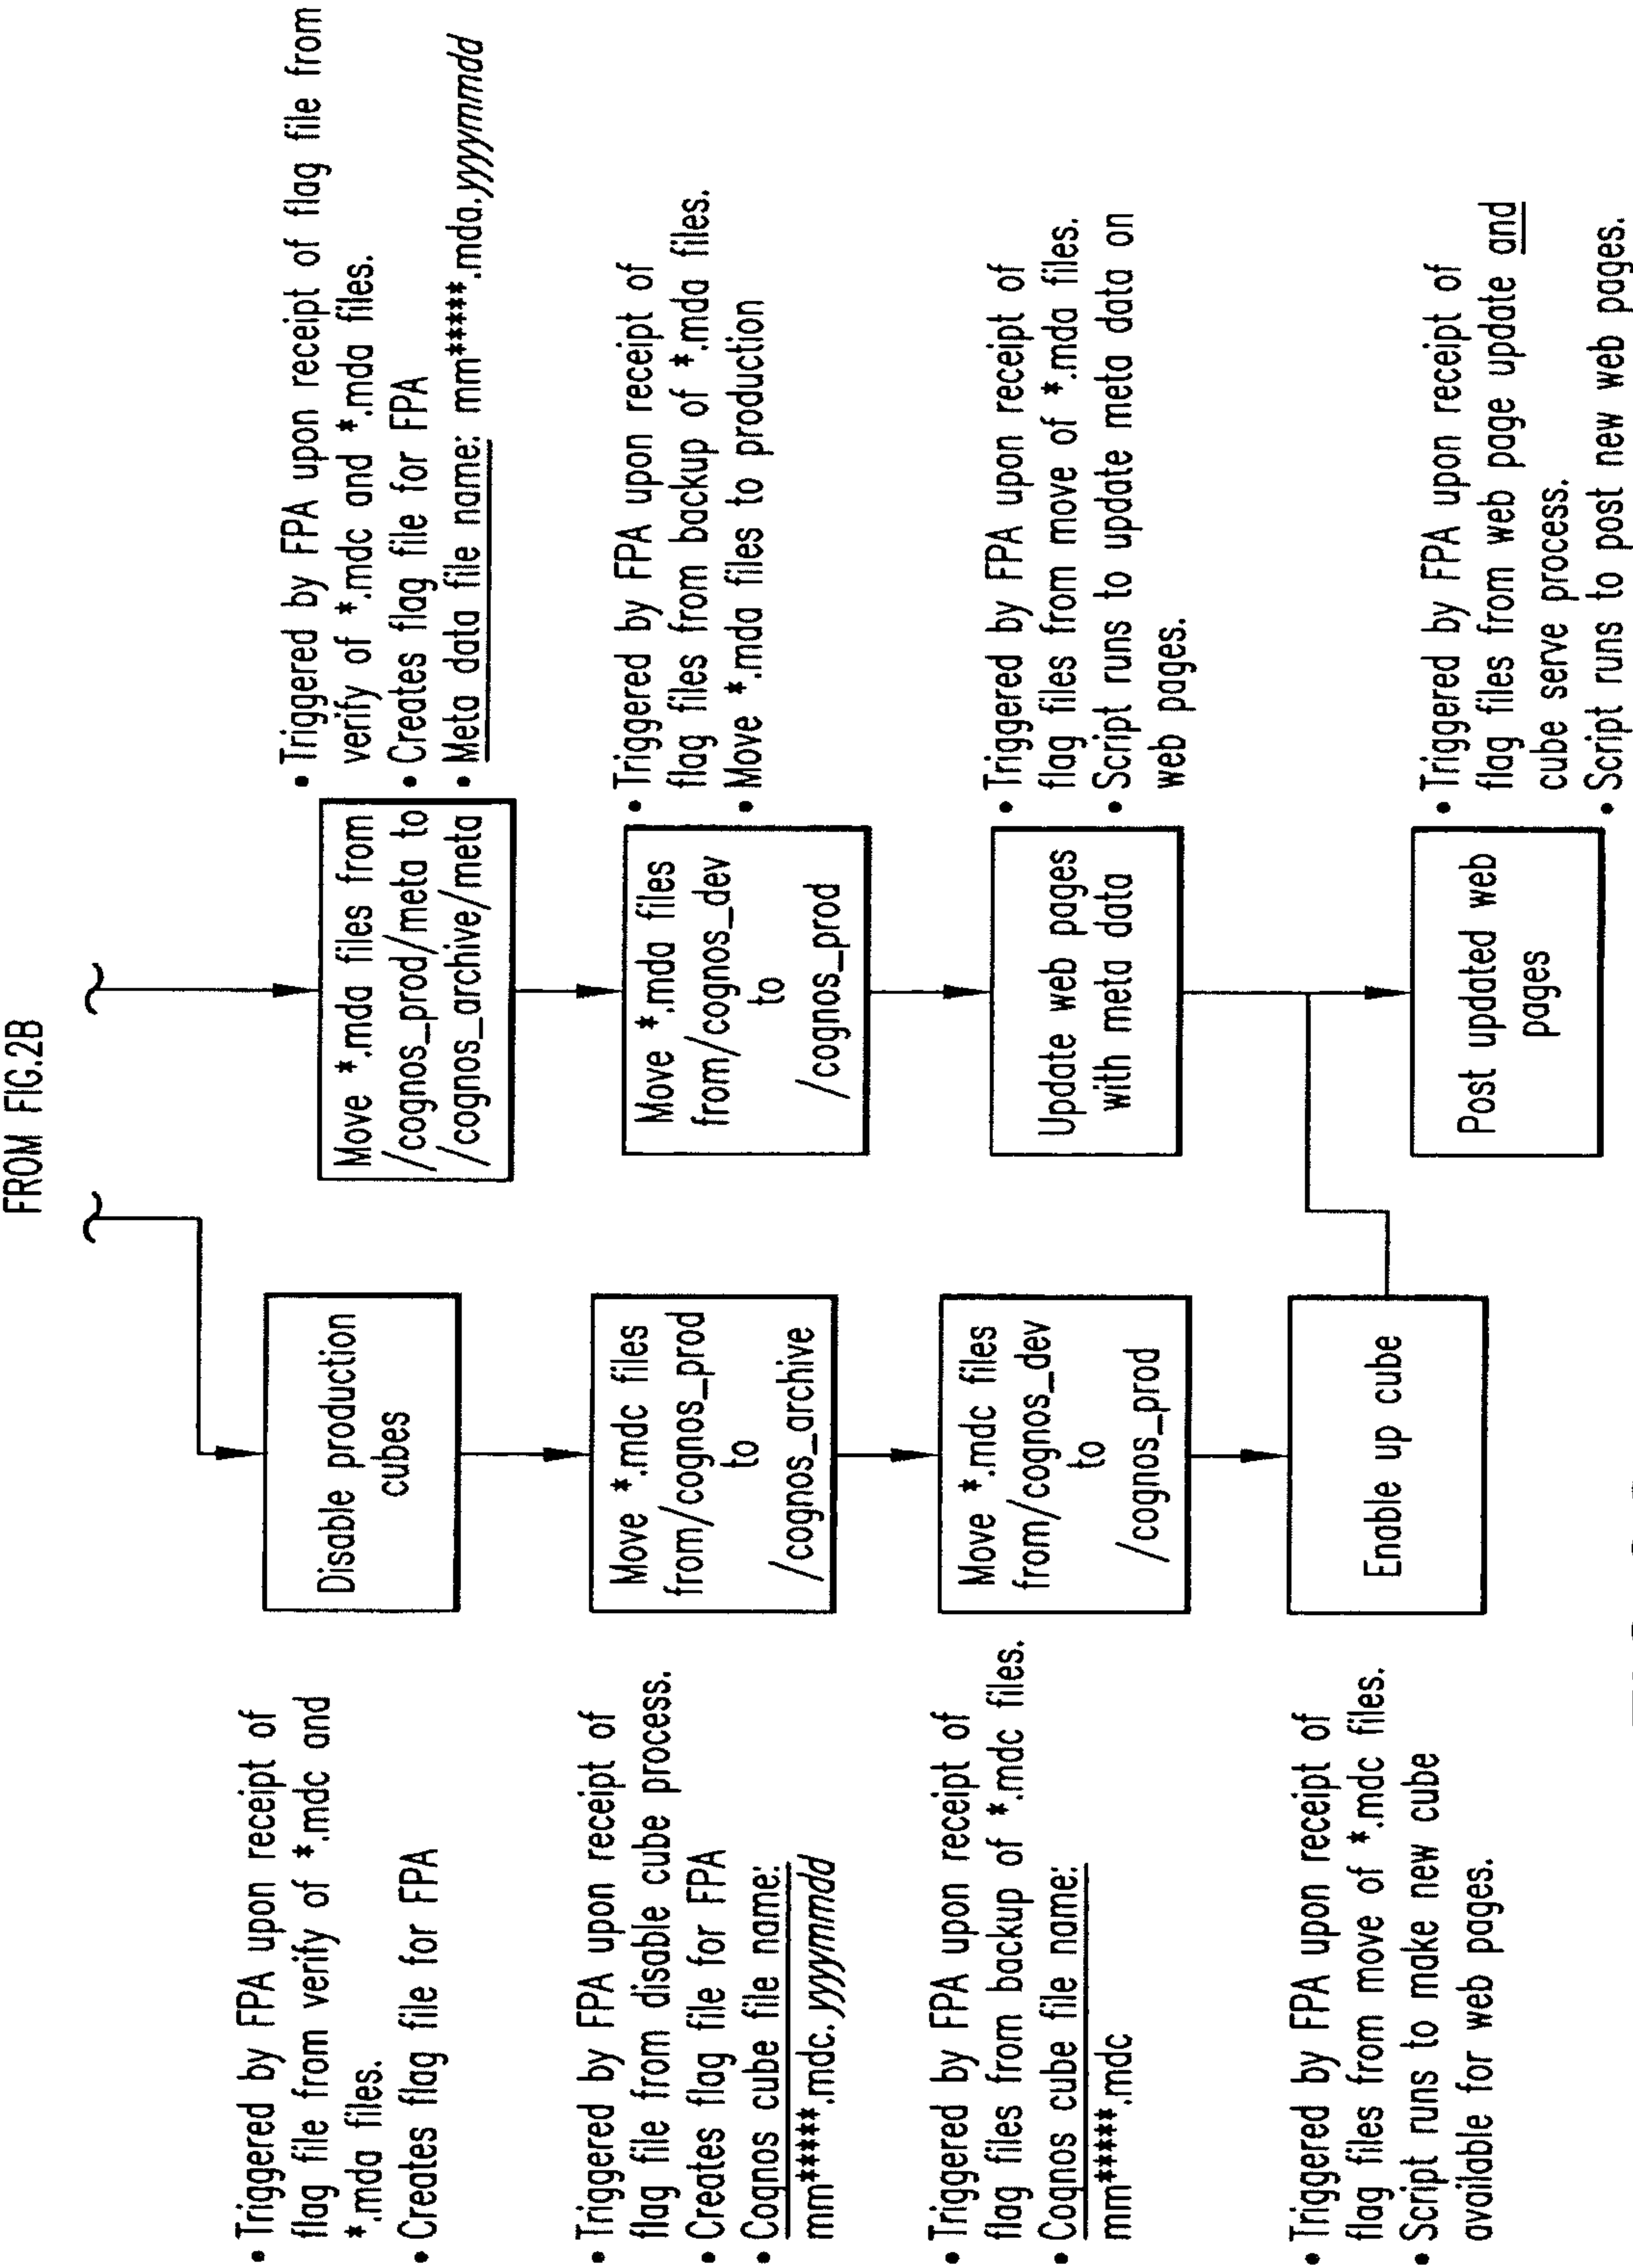 FROM FIG.2B
• Triggered by FPA upon receipt of
flag file from verify of *.mdc and
*.mda files.
• Creates flag file for FPA
Disable production
cubes
• Triggered by FPA upon receipt of
flag file from disable cube process.
• Creates flag file for FPA
• Cognos cube file name:
mm*****.mdc. yyyymmdd
Move *.mdc files
from/cognos_prod
to
/cognos_archive
• Triggered by FPA upon receipt of
flag files from backup of *.mdc files.
• Cognos cube file name:
mm*****.mdc
Move *.mdc files
from/cognos_dev
to
/cognos_prod
• Triggered by FPA upon receipt of
flag files from move of *.mdc files.
• Script runs to make new cube
available for web pages.
Enable up cube
Move *.mda files from
/cognos_prod/meta to
/cognos_archive/meta
• Triggered by FPA upon receipt of flag file from
verify of *.mdc and *.mda files.
• Creates flag file for FPA
• Meta data file name: mm*****.mda.yyyymmdd
Move *.mda files
from/cognos_dev
to
/cognos_prod
• Triggered by FPA upon receipt of
flag files from backup of *.mda files.
• Move *.mda files to production
Update web pages
with meta data
• Triggered by FPA upon receipt of
flag files from move of *.mda files.
• Script runs to update meta data on
web pages.
Post updated web
pages
• Triggered by FPA upon receipt of
flag files from web page update and
cube serve process.
• Script runs to post new web pages.